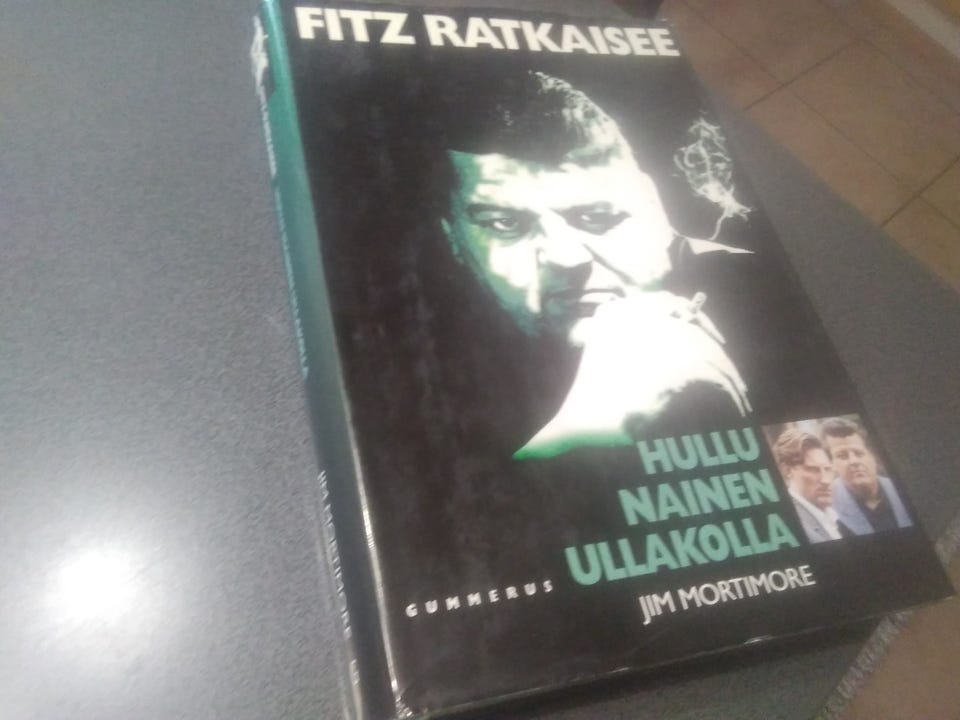 FITZ RATKAISEE
HULLU
NAINEN
ULLAKOLLA
JIM MORTIMORE
GUMMERUS